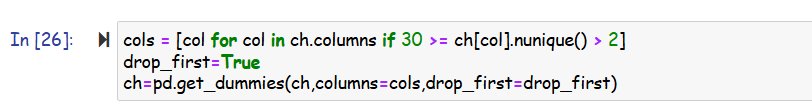 In [26]: cols = [col for col in ch.columns if 30 >= ch[col].nunique() > 2]
drop_first=True
ch=pd.get_dummies(ch,columns=cols,drop_first=drop_first)